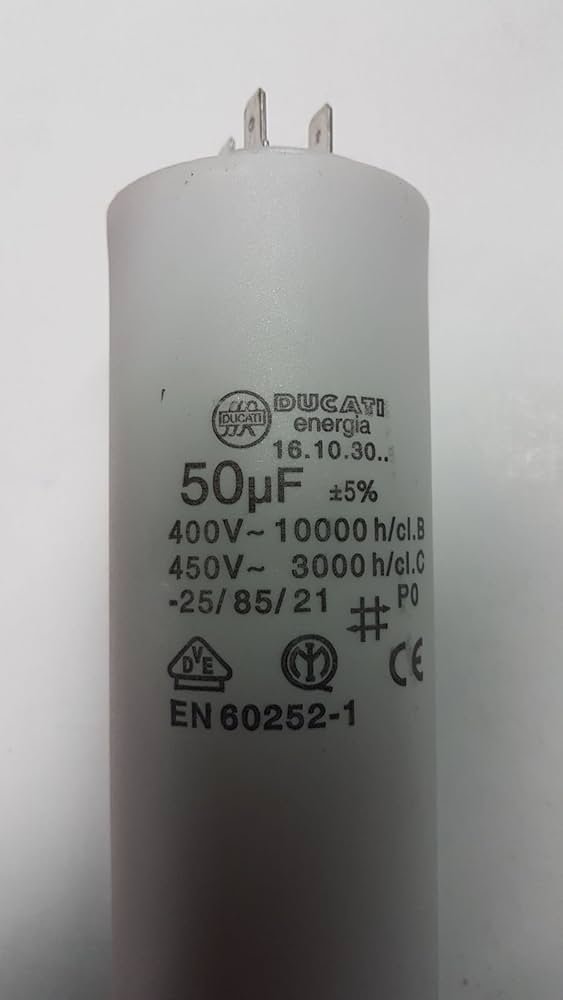 DUCATI
DUCATI
energia
16.10.30..
50µF ±5%
400V~ 10000 h/cl.B
450V~ 3000 h/cl.C
-25/85/21 P0
DVE
CE
EN 60252-1